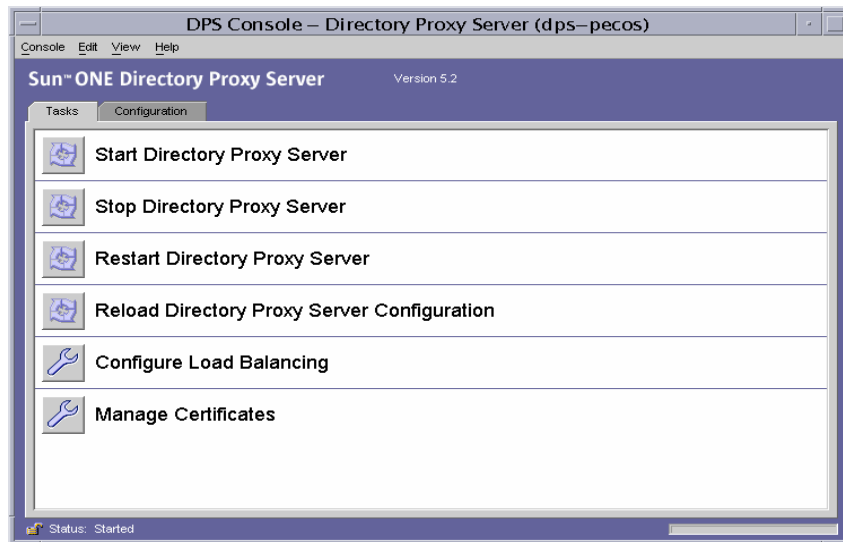 DPS Console – Directory Proxy Server (dps–pecos)
Console Edit View Help
Sun™ ONE Directory Proxy Server Version 5.2
Tasks Configuration
Start Directory Proxy Server
Stop Directory Proxy Server
Restart Directory Proxy Server
Reload Directory Proxy Server Configuration
Configure Load Balancing
Manage Certificates
Status: Started